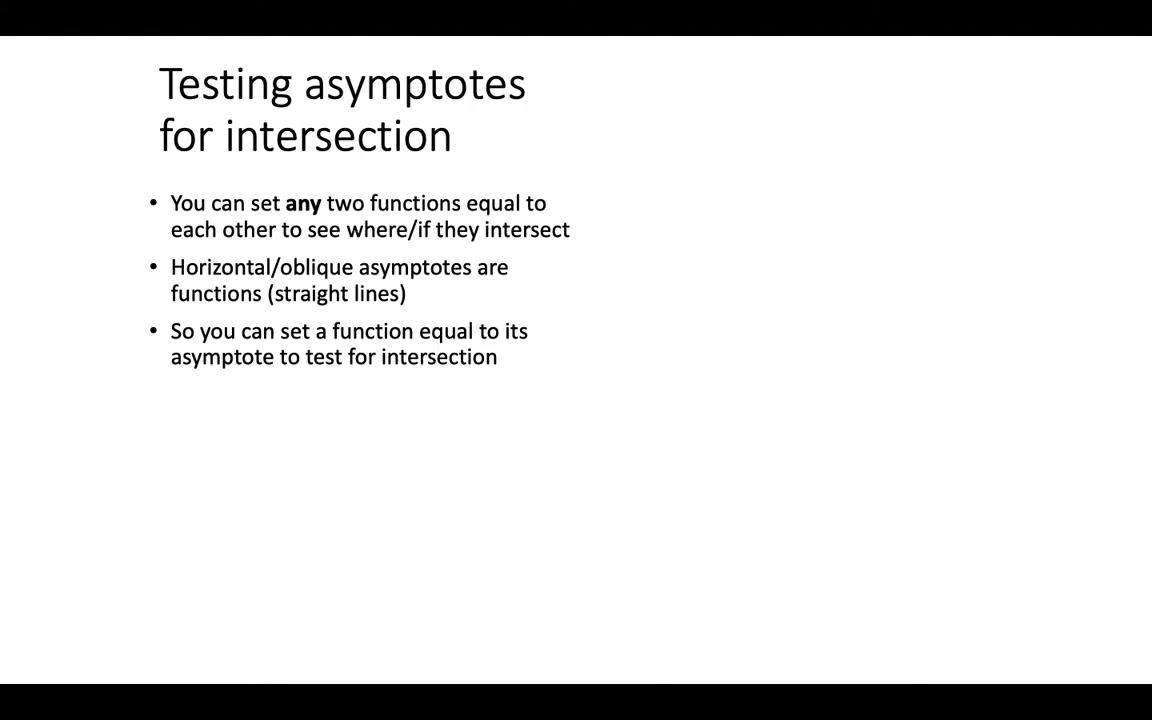 Testing asymptotes
for intersection
• You can set any two functions equal to
each other to see where/if they intersect
• Horizontal/oblique asymptotes are
functions (straight lines)
• So you can set a function equal to its
asymptote to test for intersection